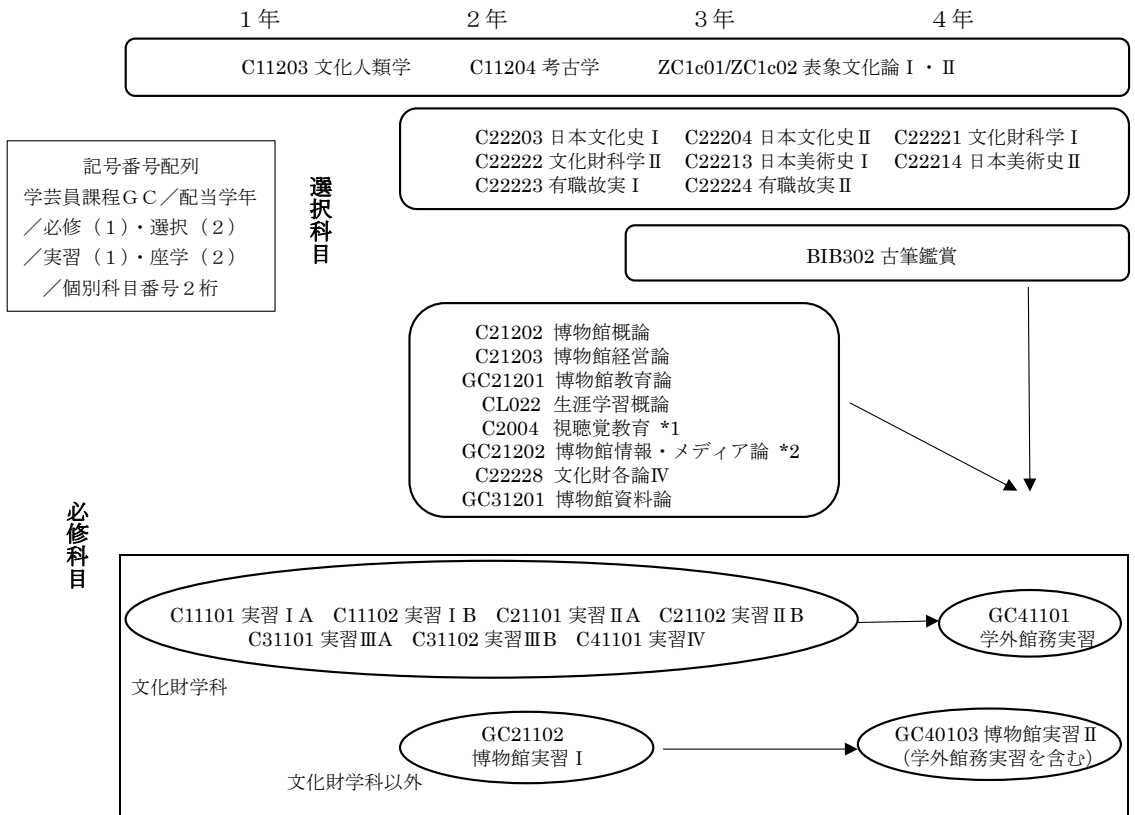 1年 2年 3年 4年
C11203 文化人類学 C11204 考古学 ZC1c01/ZC1c02 表象文化論Ⅰ・Ⅱ
C22203 日本文化史Ⅰ C22204 日本文化史Ⅱ C22221 文化財科学Ⅰ
C22222 文化財科学Ⅱ C22213 日本美術史Ⅰ C22214 日本美術史Ⅱ
C22223 有職故実Ⅰ C22224 有職故実Ⅱ
記号番号配列
学芸員課程GC/配当学年
/必修(1)・選択(2)
/実習(1)・座学(2)
/個別科目番号2桁
選択科目
BIB302 古筆鑑賞
C21202 博物館概論
C21203 博物館経営論
GC21201 博物館教育論
CL022 生涯学習概論
C2004 視聴覚教育 *1
GC21202 博物館情報・メディア論 *2
C22228 文化財各論Ⅳ
GC31201 博物館資料論
必修科目
C11101 実習ⅠA C11102 実習ⅠB C21101 実習ⅡA C21102 実習ⅡB
C31101 実習ⅢA C31102 実習ⅢB C41101 実習Ⅳ
GC41101
学外館務実習
文化財学科
GC21102
博物館実習Ⅰ
GC40103 博物館実習Ⅱ
(学外館務実習を含む)
文化財学科以外